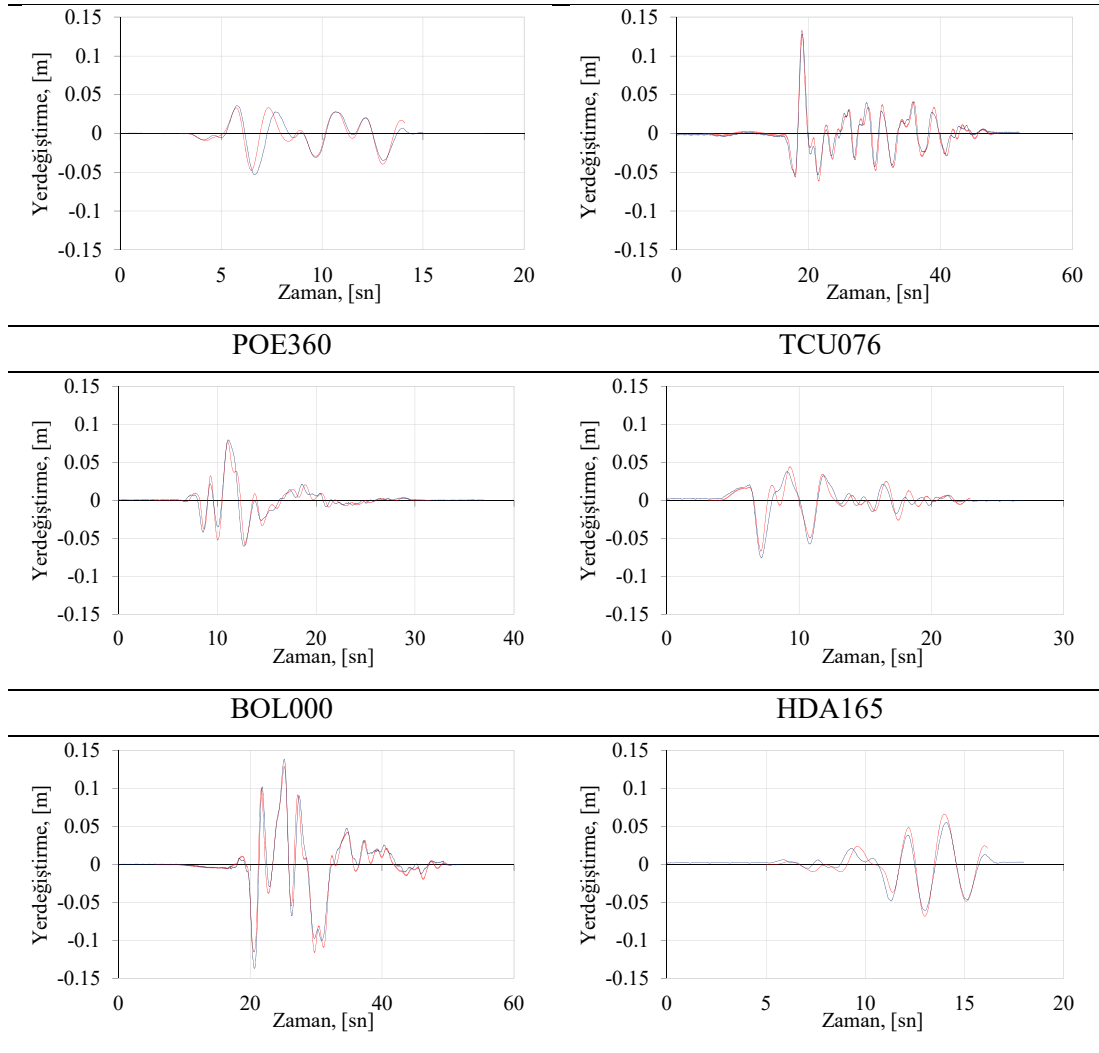 0.15
0.1
0.05
0
-0.05
-0.1
-0.15
Yerdeğiştirme, [m]
0 5 10 15 20
Zaman, [sn]
0.15
0.1
0.05
0
-0.05
-0.1
-0.15
Yerdeğiştirme, [m]
0 20 40 60
Zaman, [sn]
POE360 TCU076
0.15
0.1
0.05
0
-0.05
-0.1
-0.15
Yerdeğiştirme, [m]
0 10 20 30 40
Zaman, [sn]
0.15
0.1
0.05
0
-0.05
-0.1
-0.15
Yerdeğiştirme, [m]
0 10 20 30
Zaman, [sn]
BOL000 HDA165
0.15
0.1
0.05
0
-0.05
-0.1
-0.15
Yerdeğiştirme, [m]
0 20 40 60
Zaman, [sn]
0.15
0.1
0.05
0
-0.05
-0.1
-0.15
Yerdeğiştirme, [m]
0 5 10 15 20
Zaman, [sn]